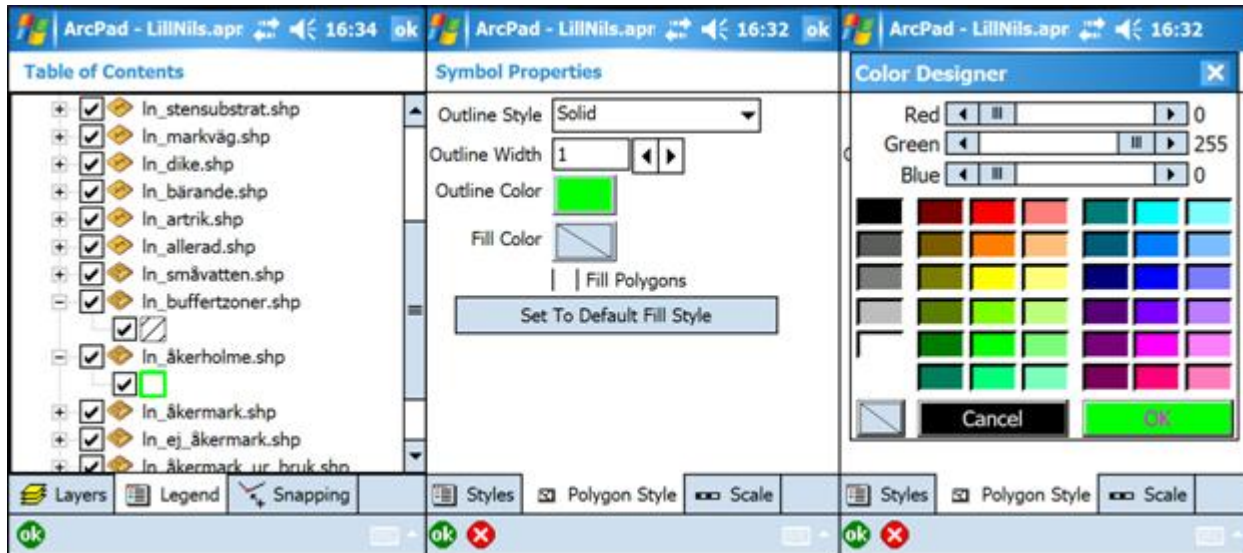 ArcPad - LillNils.apr 16:34 ok
Table of Contents
ln_stensubstrat.shp
ln_markväg.shp
ln_dike.shp
ln_bärande.shp
ln_artrik.shp
ln_allerad.shp
ln_småvatten.shp
ln_buffertzoner.shp
ln_åkerholme.shp
ln_åkermark.shp
ln_ej_åkermark.shp
ln_åkermark_ur_bruk.shp
Layers Legend Snapping
ok
ArcPad - LillNils.apr 16:32 ok
Symbol Properties
Outline Style Solid
Outline Width 1
Outline Color
Fill Color
Fill Polygons
Set To Default Fill Style
Styles Polygon Style Scale
ok
ArcPad - LillNils.apr 16:32
Color Designer
Red 0
Green 255
Blue 0
Cancel OK
Styles Polygon Style Scale
ok